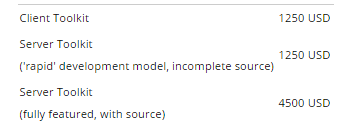 Client Toolkit 1250 USD
Server Toolkit
('rapid' development model, incomplete source) 1250 USD
Server Toolkit
(fully featured, with source) 4500 USD